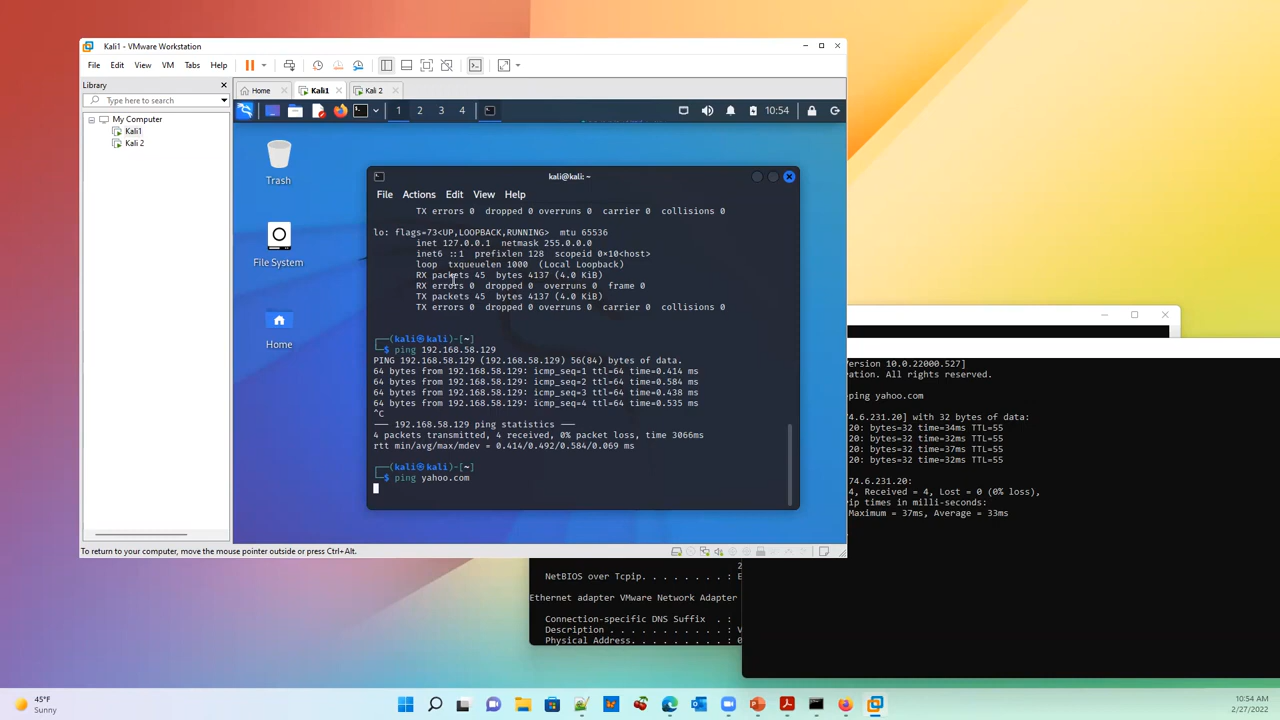 Kali1 - VMware Workstation
File Edit View VM Tabs Help
Library
Type here to search
My Computer
Kali1
Kali 2
Home Kali1 Kali 2
1 2 3 4 10:54
Trash
File System
Home
kali@kali: ~
File Actions Edit View Help
TX errors 0 dropped 0 overruns 0 carrier 0 collisions 0
lo: flags=73<UP,LOOPBACK,RUNNING> mtu 65536
inet 127.0.0.1 netmask 255.0.0.0
inet6 ::1 prefixlen 128 scopeid 0×10<host>
loop txqueuelen 1000 (Local Loopback)
RX packets 45 bytes 4137 (4.0 KiB)
RX errors 0 dropped 0 overruns 0 frame 0
TX packets 45 bytes 4137 (4.0 KiB)
TX errors 0 dropped 0 overruns 0 carrier 0 collisions 0
(kali㉿kali)-[~]
$ ping 192.168.58.129
PING 192.168.58.129 (192.168.58.129) 56(84) bytes of data.
64 bytes from 192.168.58.129: icmp_seq=1 ttl=64 time=0.414 ms
64 bytes from 192.168.58.129: icmp_seq=2 ttl=64 time=0.584 ms
64 bytes from 192.168.58.129: icmp_seq=3 ttl=64 time=0.438 ms
64 bytes from 192.168.58.129: icmp_seq=4 ttl=64 time=0.535 ms
^C
--- 192.168.58.129 ping statistics ---
4 packets transmitted, 4 received, 0% packet loss, time 3066ms
rtt min/avg/max/mdev = 0.414/0.492/0.584/0.069 ms
(kali㉿kali)-[~]
$ ping yahoo.com
To return to your computer, move the mouse pointer outside or press Ctrl+Alt.
Version 10.0.22000.527]
ration. All rights reserved.
ping yahoo.com
74.6.231.20] with 32 bytes of data:
20: bytes=32 time=34ms TTL=55
20: bytes=32 time=32ms TTL=55
20: bytes=32 time=37ms TTL=55
20: bytes=32 time=32ms TTL=55
74.6.231.20:
4, Received = 4, Lost = 0 (0% loss),
rip times in milli-seconds:
Maximum = 37ms, Average = 33ms
2
NetBIOS over Tcpip. . . . . . . . : E
Ethernet adapter VMware Network Adapter
Connection-specific DNS Suffix . :
Description . . . . . . . . . . . : V
Physical Address. . . . . . . . . : 0
45°F
Sunny
10:54 AM
2/27/2022